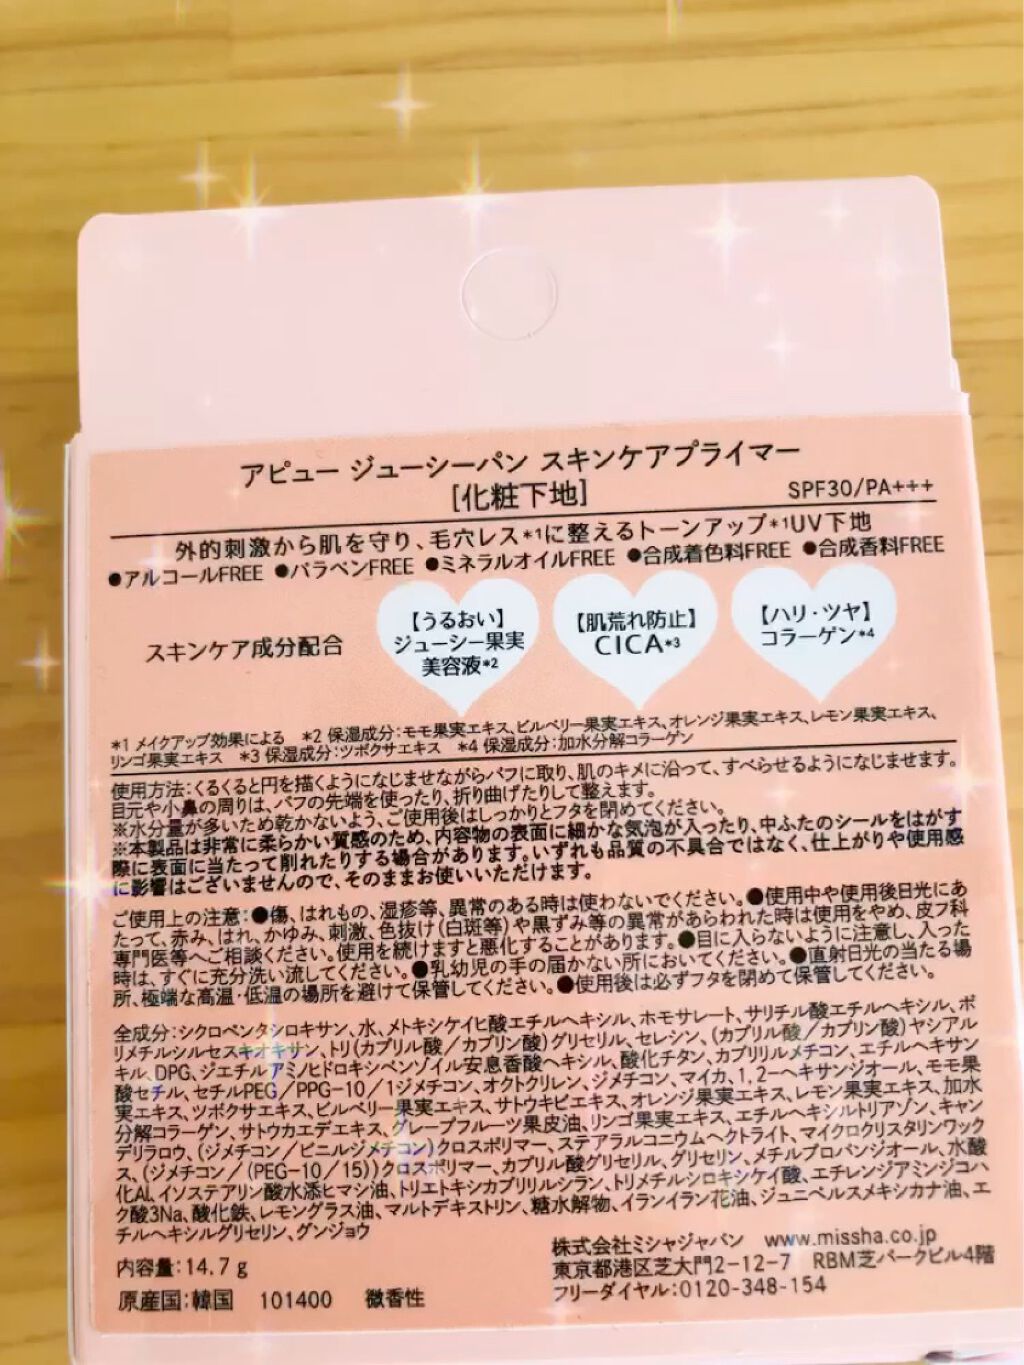 アピュー ジューシーパン スキンケアプライマー
[化粧下地]
SPF30/PA+++
外的刺激から肌を守り、毛穴レス*1に整えるトーンアップ*1UV下地
●アルコールFREE ●パラベンFREE ●ミネラルオイルFREE ●合成着色料FREE ●合成香料FREE
スキンケア成分配合
【うるおい】
ジューシー果実
美容液*2
【肌荒れ防止】
CICA*3
【ハリ・ツヤ】
コラーゲン*4
*1 メイクアップ効果による *2 保湿成分:モモ果実エキス、ビルベリー果実エキス、オレンジ果実エキス、レモン果実エキス、
リンゴ果実エキス *3 保湿成分:ツボクサエキス *4 保湿成分:加水分解コラーゲン
使用方法:くるくると円を描くようになじませながらパフに取り、肌のキメに沿って、すべらせるようになじませます。
目元や小鼻の周りは、パフの先端を使ったり、折り曲げたりして整えます。
※水分量が多いため乾かないよう、ご使用後はしっかりとフタを閉めてください。
※本製品は非常に柔らかい質感のため、内容物の表面に細かな気泡が入ったり、中ふたのシールをはがす
際に表面に当たって削れたりする場合があります。いずれも品質の不具合ではなく、仕上がりや使用感
に影響はございませんので、そのままお使いいただけます。
ご使用上の注意:●傷、はれもの、湿疹等、異常のある時は使わないでください。●使用中や使用後日光にあ
たって、赤み、はれ、かゆみ、刺激、色抜け(白斑等)や黒ずみ等の異常があらわれた時は使用をやめ、皮フ科
専門医等へご相談ください。使用を続けますと悪化することがあります。●目に入らないように注意し、入った
時は、すぐに充分洗い流してください。●乳幼児の手の届かない所においてください。●直射日光の当たる場
所、極端な高温・低温の場所を避けて保管してください。●使用後は必ずフタを閉めて保管してください。
全成分:シクロペンタシロキサン、水、メトキシケイヒ酸エチルヘキシル、ホモサレート、サリチル酸エチルヘキシル、ポ
リメチルシルセスキオキサン、トリ(カプリル酸/カプリン酸)グリセリル、セレシン、(カプリル酸/カプリン酸)ヤシアル
キル、DPG、ジエチルアミノヒドロキシベンゾイル安息香酸ヘキシル、酸化チタン、カプリリルメチコン、エチルヘキサン
酸セチル、セチルPEG/PPG-10/1ジメチコン、オクトクリレン、ジメチコン、マイカ、1,2-ヘキサンジオール、モモ果
実エキス、ツボクサエキス、ビルベリー果実エキス、サトウキビエキス、オレンジ果実エキス、レモン果実エキス、加水
分解コラーゲン、サトウカエデエキス、グレープフルーツ果皮油、リンゴ果実エキス、エチルヘキシルトリアゾン、キャン
デリラロウ、(ジメチコン/ビニルジメチコン)クロスポリマー、ステアラルコニウムヘクトライト、マイクロクリスタリンワック
ス、(ジメチコン/(PEG-10/15))クロスポリマー、カプリル酸グリセリル、グリセリン、メチルプロパンジオール、水酸
化Al、イソステアリン酸水添ヒマシ油、トリエトキシカプリリルシラン、トリメチルシロキシケイ酸、エチレンジアミンジコハ
ク酸3Na、酸化鉄、レモングラス油、マルトデキストリン、糖水解物、イランイラン花油、ジュニペルスメキシカナ油、エ
チルヘキシルグリセリン、グンジョウ
内容量:14.7g
原産国:韓国 101400 微香性
株式会社ミシャジャパン www.missha.co.jp
東京都港区芝大門2-12-7 RBM芝パークビル4階
フリーダイヤル:0120-348-154